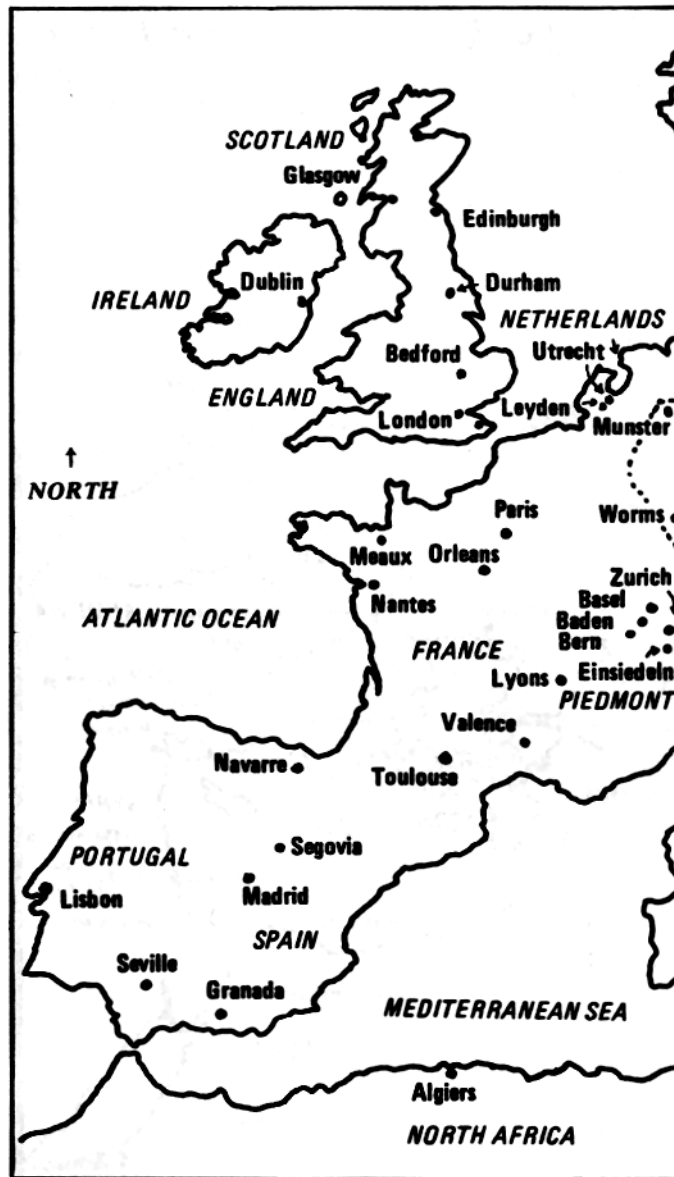 SCOTLAND
Glasgow
Edinburgh
Dublin
Durham
IRELAND
NETHERLANDS
Bedford
Utrecht
ENGLAND
Leyden
London
Munster
NORTH
Paris
Worms
Meaux
Orleans
Zurich
Nantes
Basel
ATLANTIC OCEAN
Baden
Bern
FRANCE
Lyons
Einsiedeln
PIEDMONT
Valence
Navarre
Toulouse
Segovia
PORTUGAL
Lisbon
Madrid
SPAIN
Seville
Granada
MEDITERRANEAN SEA
Algiers
NORTH AFRICA